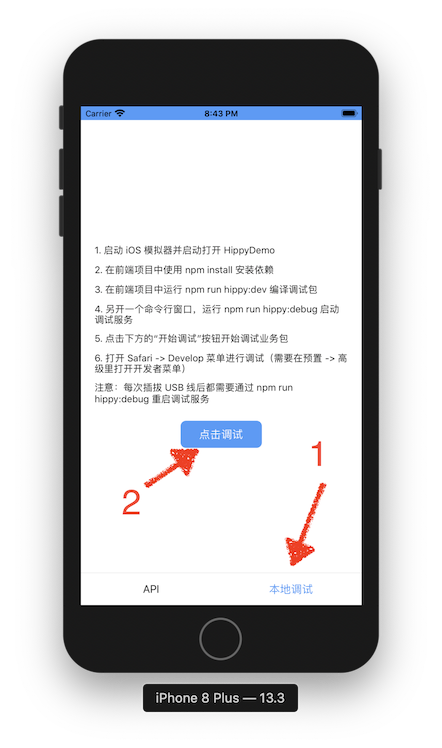 Carrier 8:43 PM
1. 启动 iOS 模拟器并启动打开 HippyDemo
2. 在前端项目中使用 npm install 安装依赖
3. 在前端项目中运行 npm run hippy:dev 编译调试包
4. 另开一个命令行窗口，运行 npm run hippy:debug 启动
调试服务
5. 点击下方的“开始调试”按钮开始调试业务包
6. 打开 Safari -> Develop 菜单进行调试（需要在预置 -> 高
级里打开开发者菜单）
注意：每次插拔 USB 线后都需要通过 npm run
hippy:debug 重启调试服务
点击调试
1
2
API 本地调试
iPhone 8 Plus — 13.3